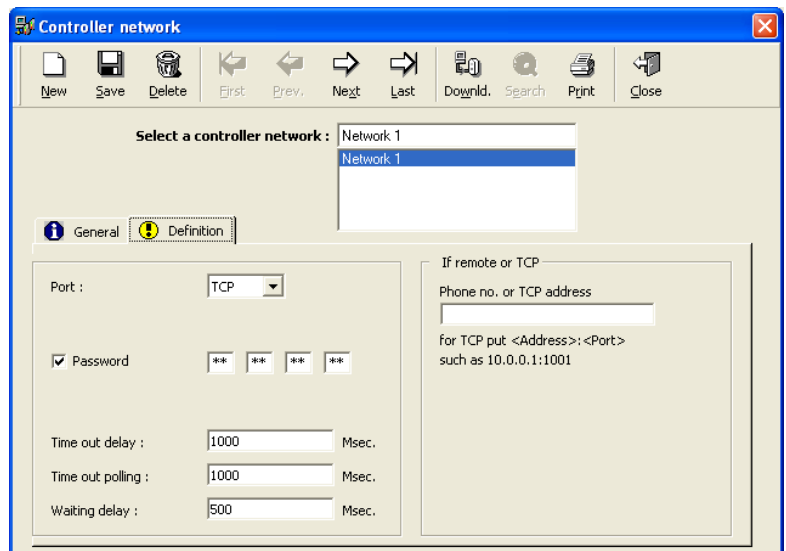 Controller network
New Save Delete First Prev. Next Last Downld. Search Print Close
Select a controller network : Network 1
Network 1
General Definition
Port : TCP
Password ** ** ** **
Time out delay : 1000 Msec.
Time out polling : 1000 Msec.
Waiting delay : 500 Msec.
If remote or TCP
Phone no. or TCP address
for TCP put <Address>:<Port>
such as 10.0.0.1:1001